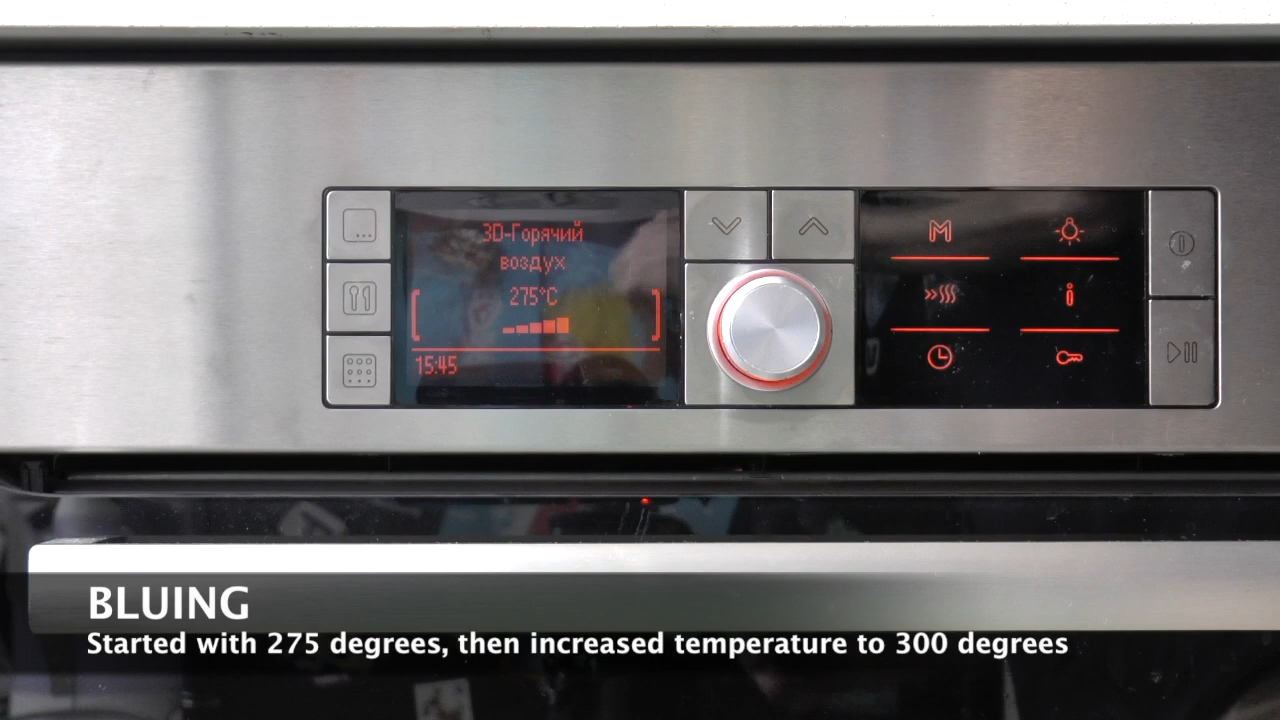 3D-Горячий
воздух
275°C
15:45
M
i
BLUING
Started with 275 degrees, then increased temperature to 300 degrees